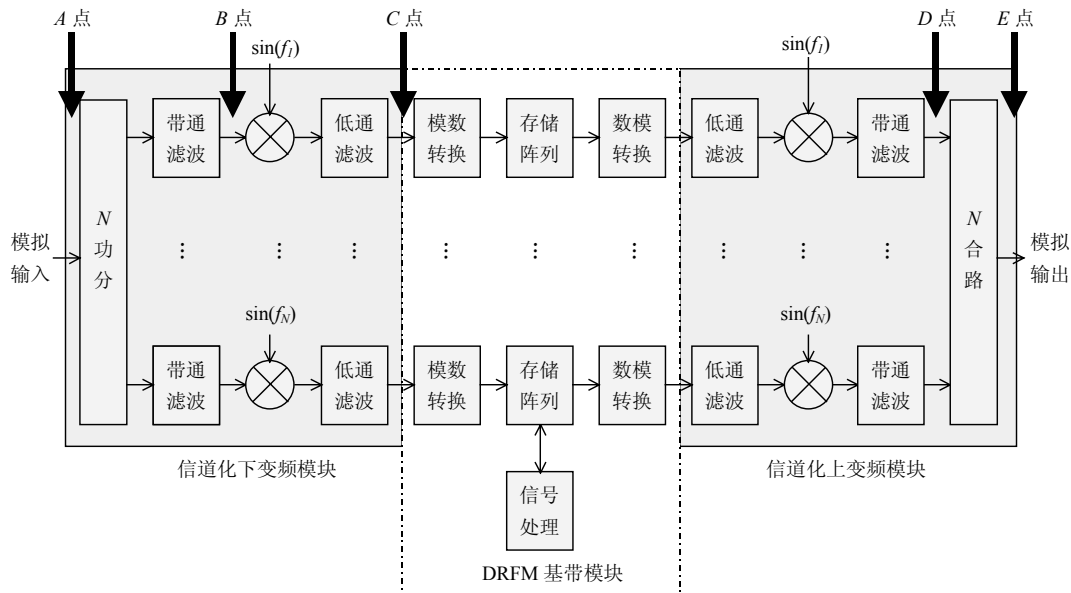 A 点
B 点
C 点
D 点
E 点
sin(f_I)
sin(f_I)
带通
滤波
低通
滤波
模数
转换
存储
阵列
数模
转换
低通
滤波
带通
滤波
模拟
输入
N
功
分
⋮
⋮
⋮
⋮
⋮
⋮
⋮
N
合
路
模拟
输出
sin(f_N)
sin(f_N)
带通
滤波
低通
滤波
模数
转换
存储
阵列
数模
转换
低通
滤波
带通
滤波
信道化下变频模块
信道化上变频模块
信号
处理
DRFM 基带模块